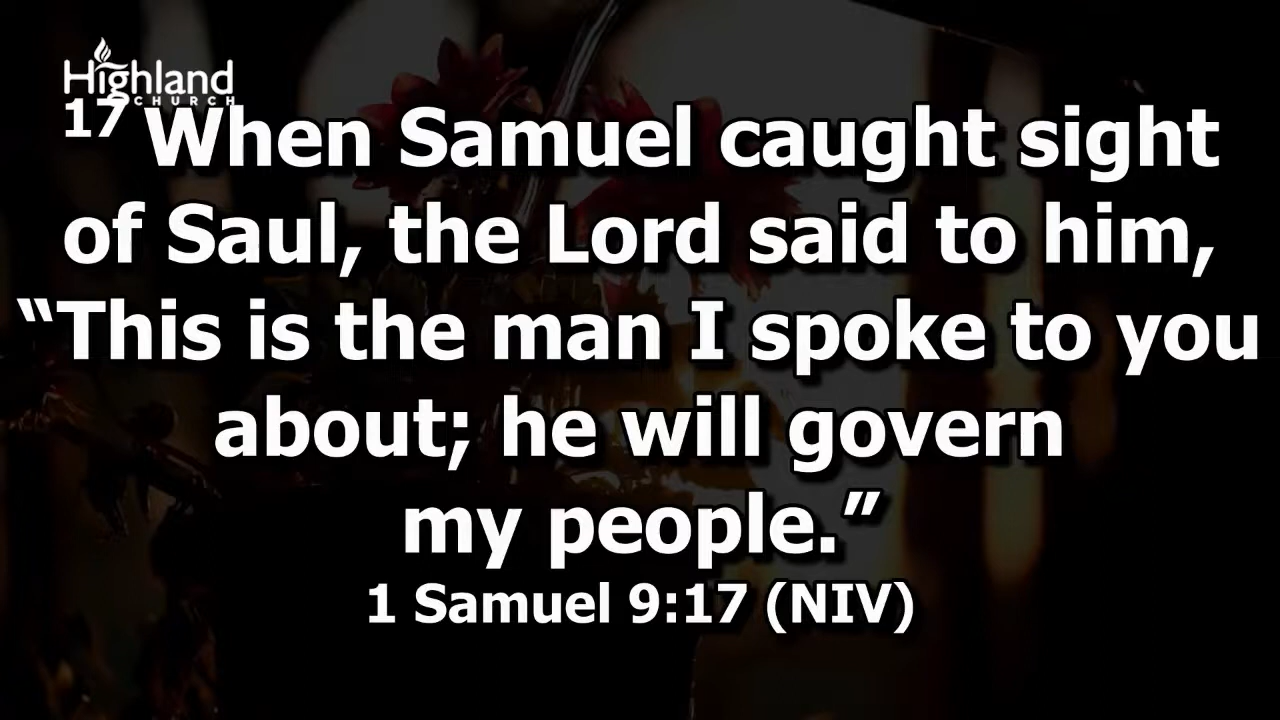 Highland
CHURCH
17 When Samuel caught sight
of Saul, the Lord said to him,
“This is the man I spoke to you
about; he will govern
my people.”
1 Samuel 9:17 (NIV)